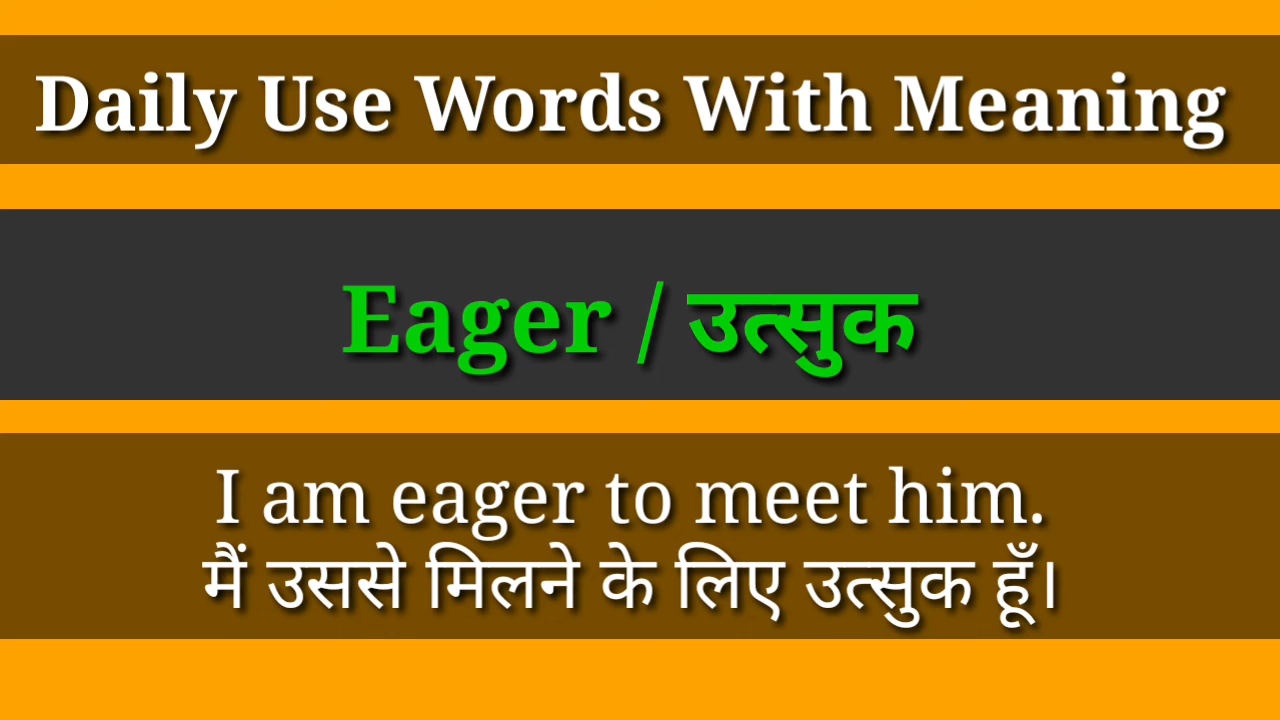 Daily Use Words With Meaning
Eager / उत्सुक
I am eager to meet him.
मैं उससे मिलने के लिए उत्सुक हूँ।